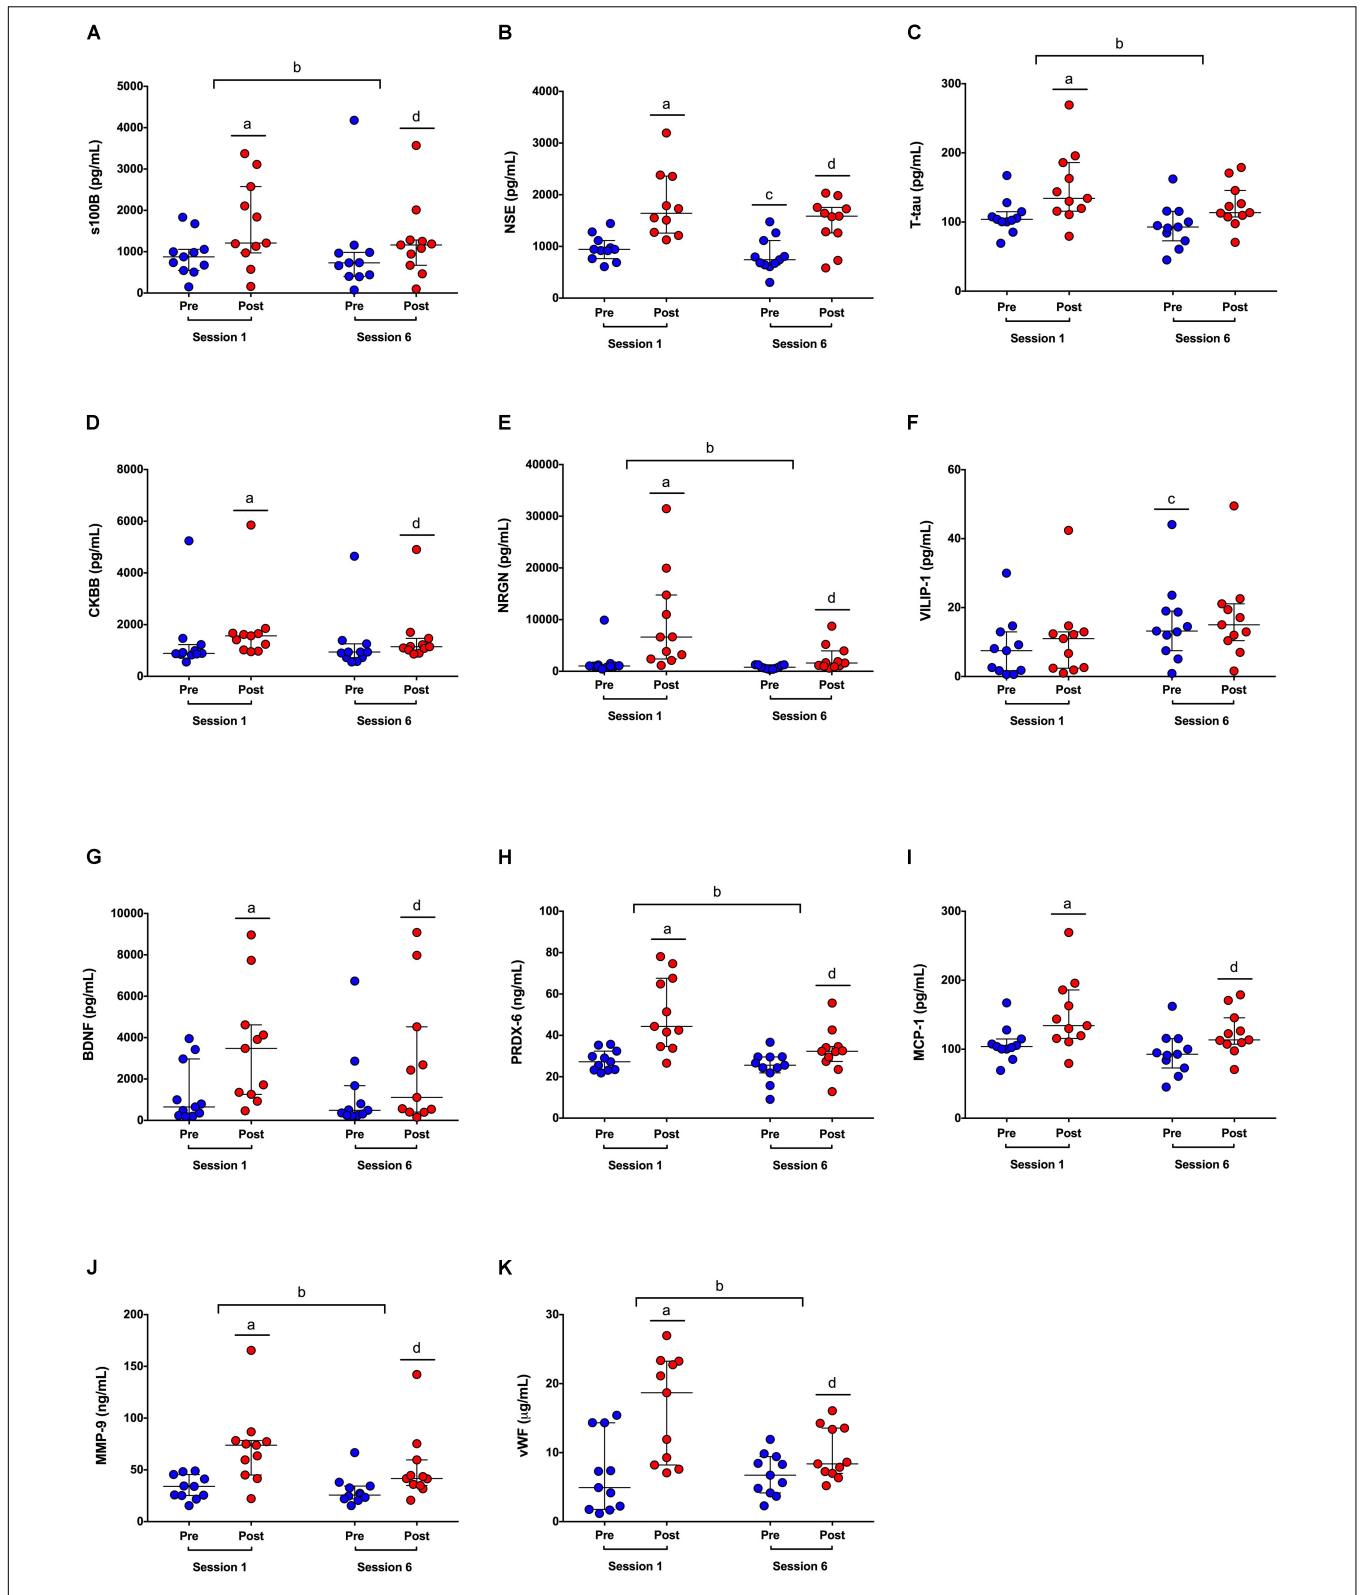 A
b
5000
4000
3000
2000
1000
0
s100B (pg/mL)
a
d
Pre
Post
Pre
Post
Session 1
Session 6
B
4000
3000
2000
1000
0
NSE (pg/mL)
a
c
d
Pre
Post
Pre
Post
Session 1
Session 6
C
b
300
200
100
0
T-tau (pg/mL)
a
Pre
Post
Pre
Post
Session 1
Session 6
D
8000
6000
4000
2000
0
CKBB (pg/mL)
a
d
Pre
Post
Pre
Post
Session 1
Session 6
E
b
40000
30000
20000
10000
0
NRGN (pg/mL)
a
d
Pre
Post
Pre
Post
Session 1
Session 6
F
60
40
20
0
VILIP-1 (pg/mL)
c
Pre
Post
Pre
Post
Session 1
Session 6
G
10000
8000
6000
4000
2000
0
BDNF (pg/mL)
a
d
Pre
Post
Pre
Post
Session 1
Session 6
H
b
100
80
60
40
20
0
PRDX-6 (ng/mL)
a
d
Pre
Post
Pre
Post
Session 1
Session 6
I
300
200
100
0
MCP-1 (pg/mL)
a
d
Pre
Post
Pre
Post
Session 1
Session 6
J
b
200
150
100
50
0
MMP-9 (ng/mL)
a
d
Pre
Post
Pre
Post
Session 1
Session 6
K
b
30
20
10
0
vWF (µg/mL)
a
d
Pre
Post
Pre
Post
Session 1
Session 6